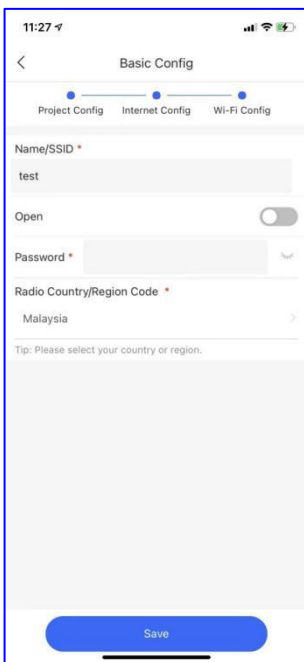 11:27
Basic Config
Project Config Internet Config Wi-Fi Config
Name/SSID *
test
Open
Password *
Radio Country/Region Code *
Malaysia
Tip: Please select your country or region.
Save